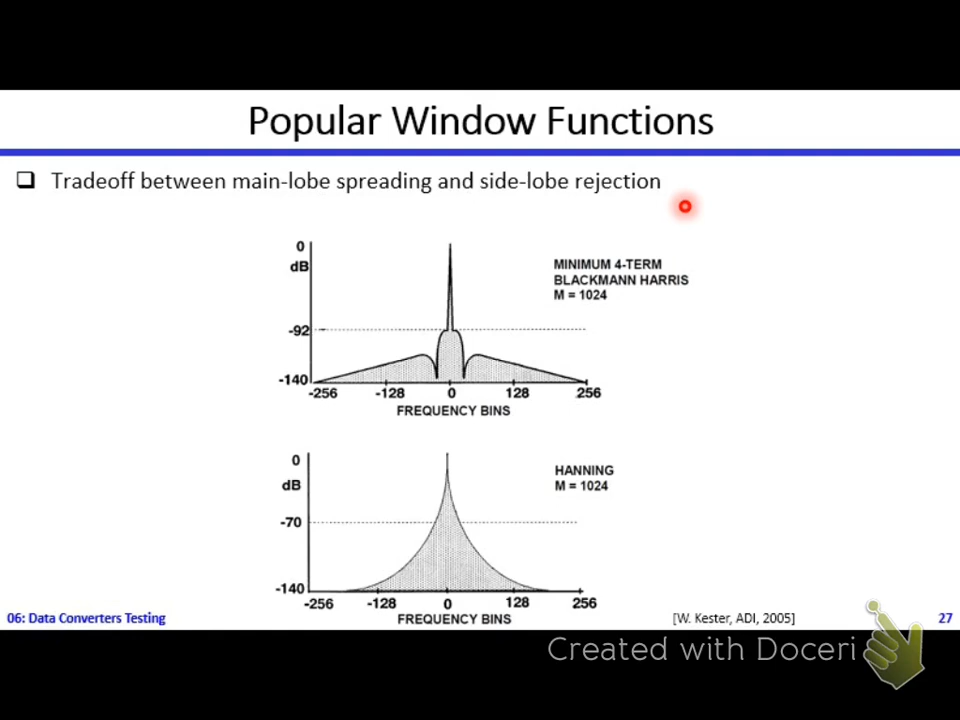 Popular Window Functions
Tradeoff between main-lobe spreading and side-lobe rejection
0
dB
-92
-140
-256 -128 0 128 256
FREQUENCY BINS
MINIMUM 4-TERM
BLACKMANN HARRIS
M = 1024
0
dB
-70
-140
-256 -128 0 128 256
FREQUENCY BINS
HANNING
M = 1024
06: Data Converters Testing
[W. Kester, ADI, 2005]
27
Created with Doceri